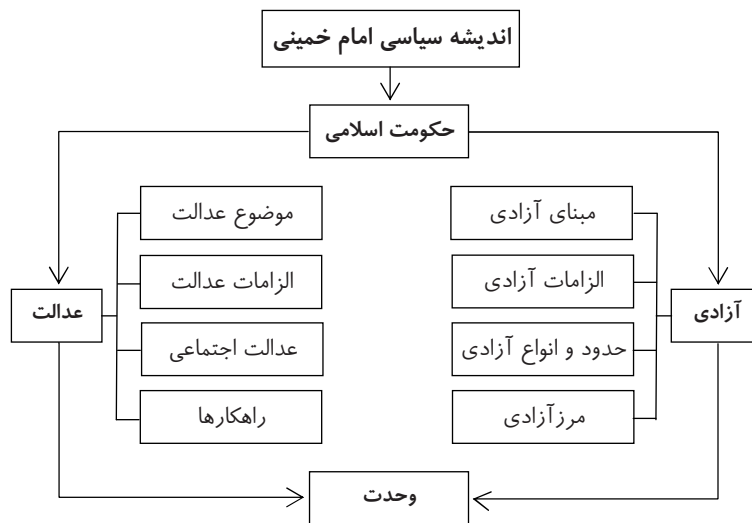 اندیشه سیاسی امام خمینی
حکومت اسلامی
مبنای آزادی
موضوع عدالت
الزامات آزادی
الزامات عدالت
آزادی
عدالت
حدود و انواع آزادی
عدالت اجتماعی
مرزآزادی
راهکارها
وحدت